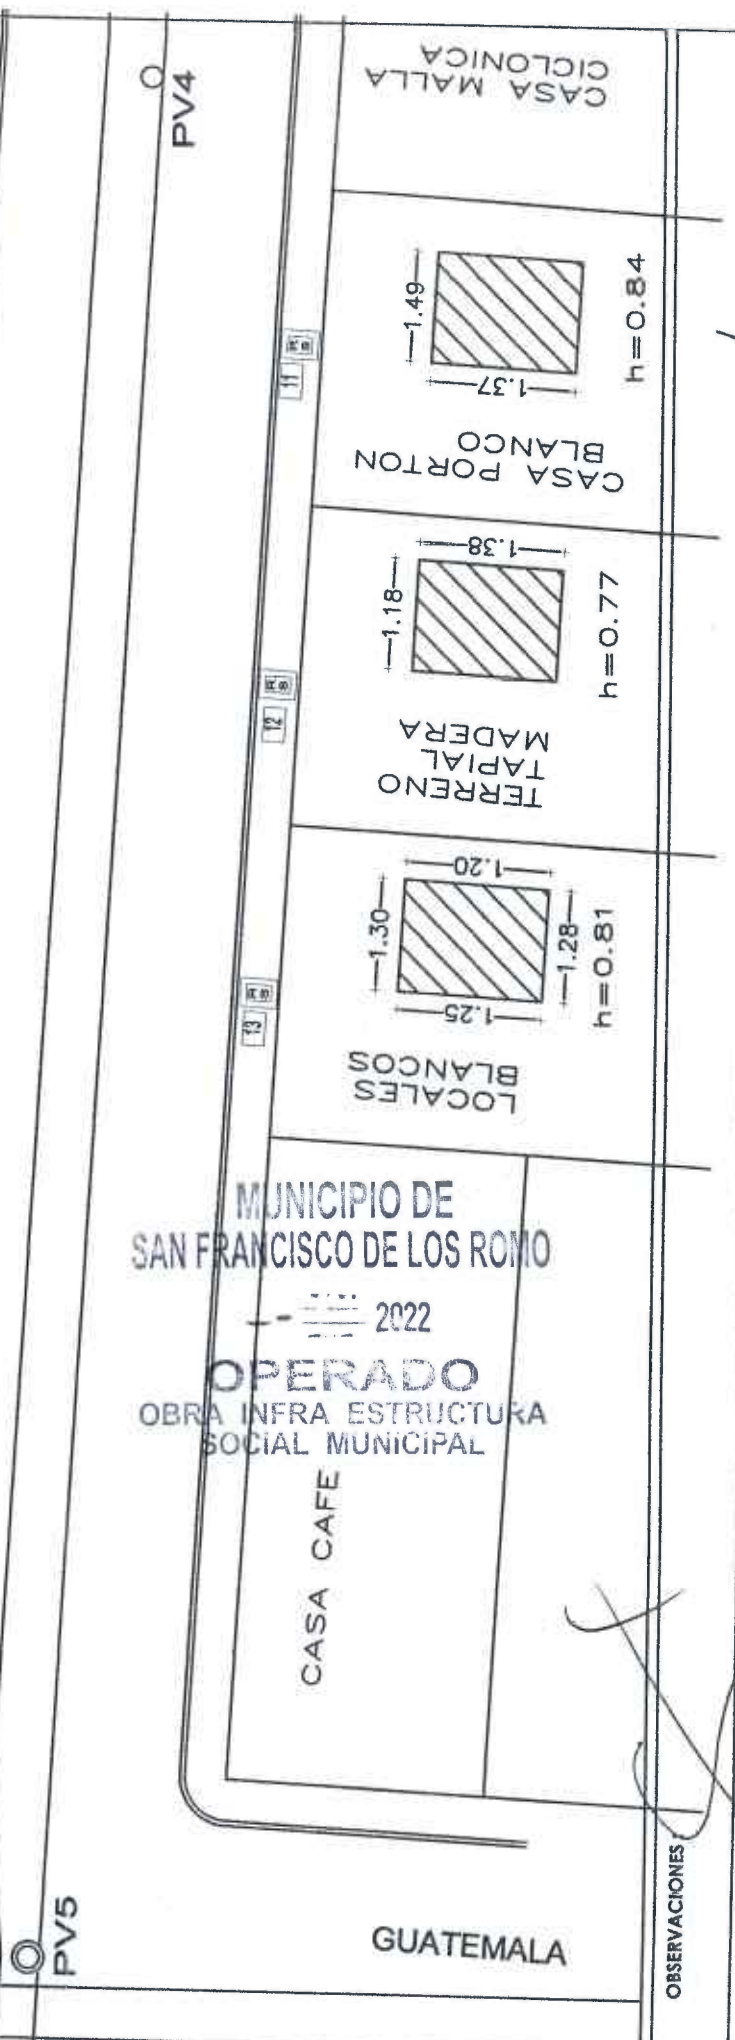 CASA MALLA
CICLONICA
PV4
1.49
1.37
h=0.84
11
CASA PORTON
BLANCO
1.38
1.18
h=0.77
12
TERRENO
TAPIAL
MADERA
1.20
1.30
1.28
1.25
h=0.81
13
LOCALES
BLANCOS
MUNICIPIO DE
SAN FRANCISCO DE LOS ROMO
2022
OPERADO
OBRA INFRA ESTRUCTURA
SOCIAL MUNICIPAL
CASA CAFE
PV5
GUATEMALA
OBSERVACIONES